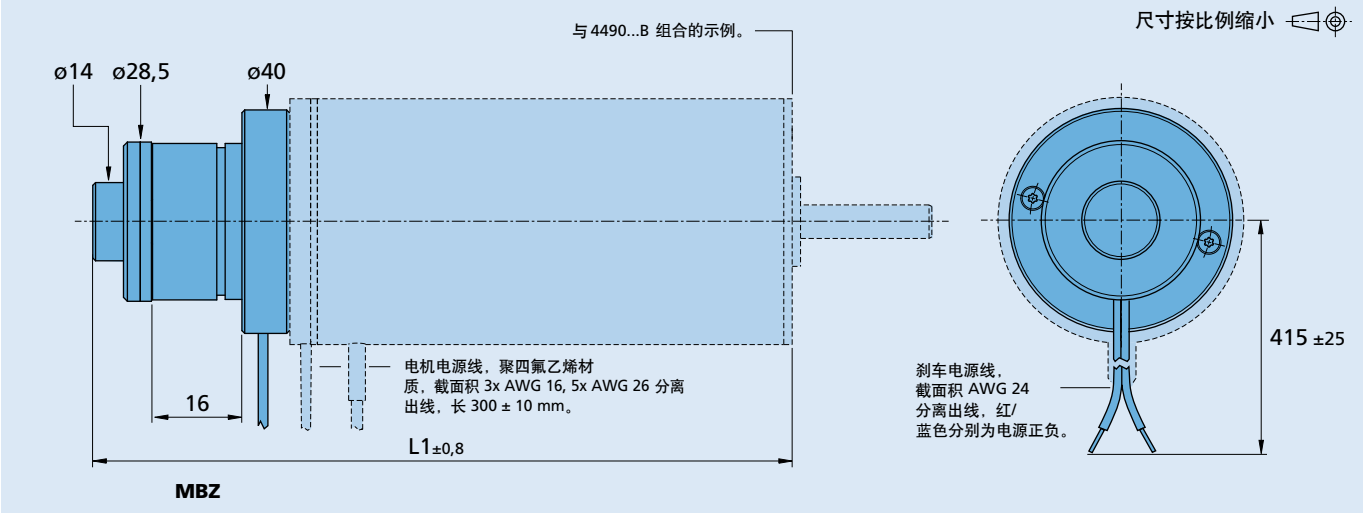 尺寸按比例缩小
与 4490...B 组合的示例。
ø14 ø28,5 ø40
415 ±25
电机电源线，聚四氟乙烯材
质，截面积 3x AWG 16, 5x AWG 26 分离
出线，长 300 ± 10 mm。
刹车电源线，
截面积 AWG 24
分离出线，红/
蓝色分别为电源正负。
16
L1±0,8
MBZ